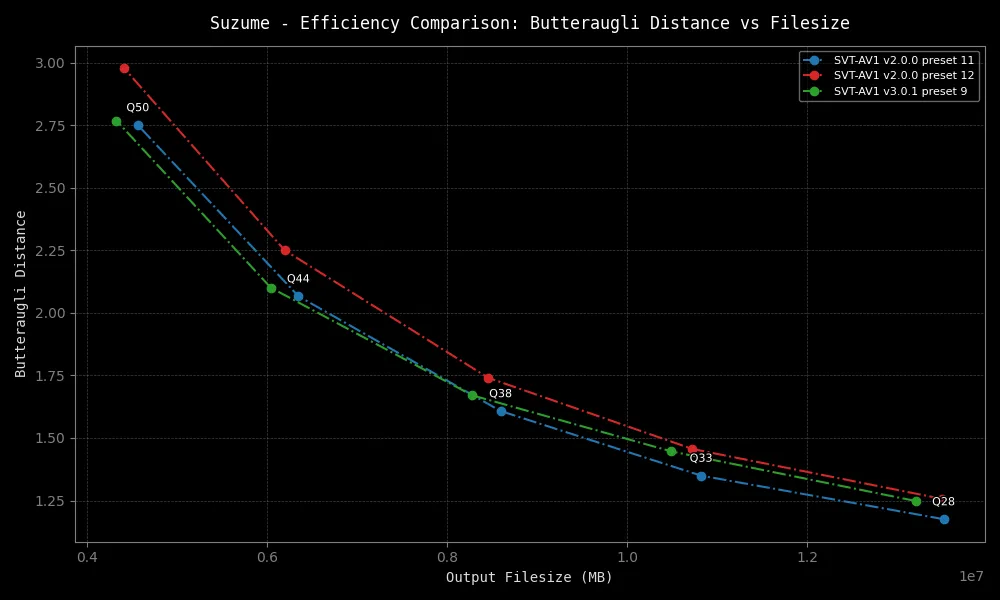 Suzume - Efficiency Comparison: Butteraugli Distance vs Filesize
SVT-AV1 v2.0.0 preset 11
SVT-AV1 v2.0.0 preset 12
SVT-AV1 v3.0.1 preset 9
Butteraugli Distance
3.00
2.75
2.50
2.25
2.00
1.75
1.50
1.25
Q50
Q44
Q38
Q33
Q28
0.4 0.6 0.8 1.0 1.2
1e7
Output Filesize (MB)